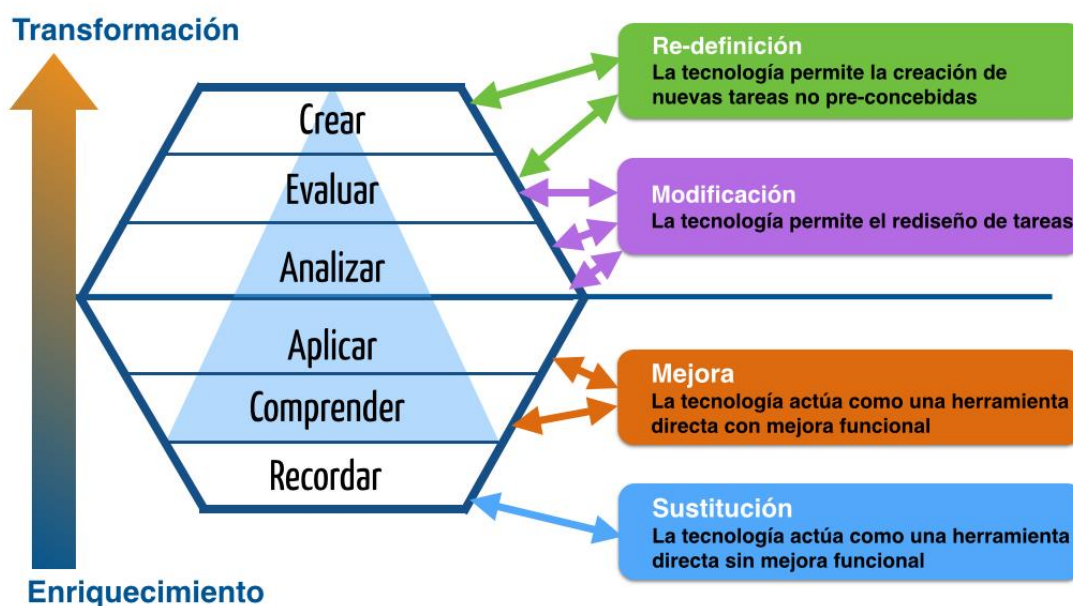 Transformación
Crear
Evaluar
Analizar
Aplicar
Comprender
Recordar
Enriquecimiento
Re-definición
La tecnología permite la creación de
nuevas tareas no pre-concebidas
Modificación
La tecnología permite el rediseño de tareas
Mejora
La tecnología actúa como una herramienta
directa con mejora funcional
Sustitución
La tecnología actúa como una herramienta
directa sin mejora funcional